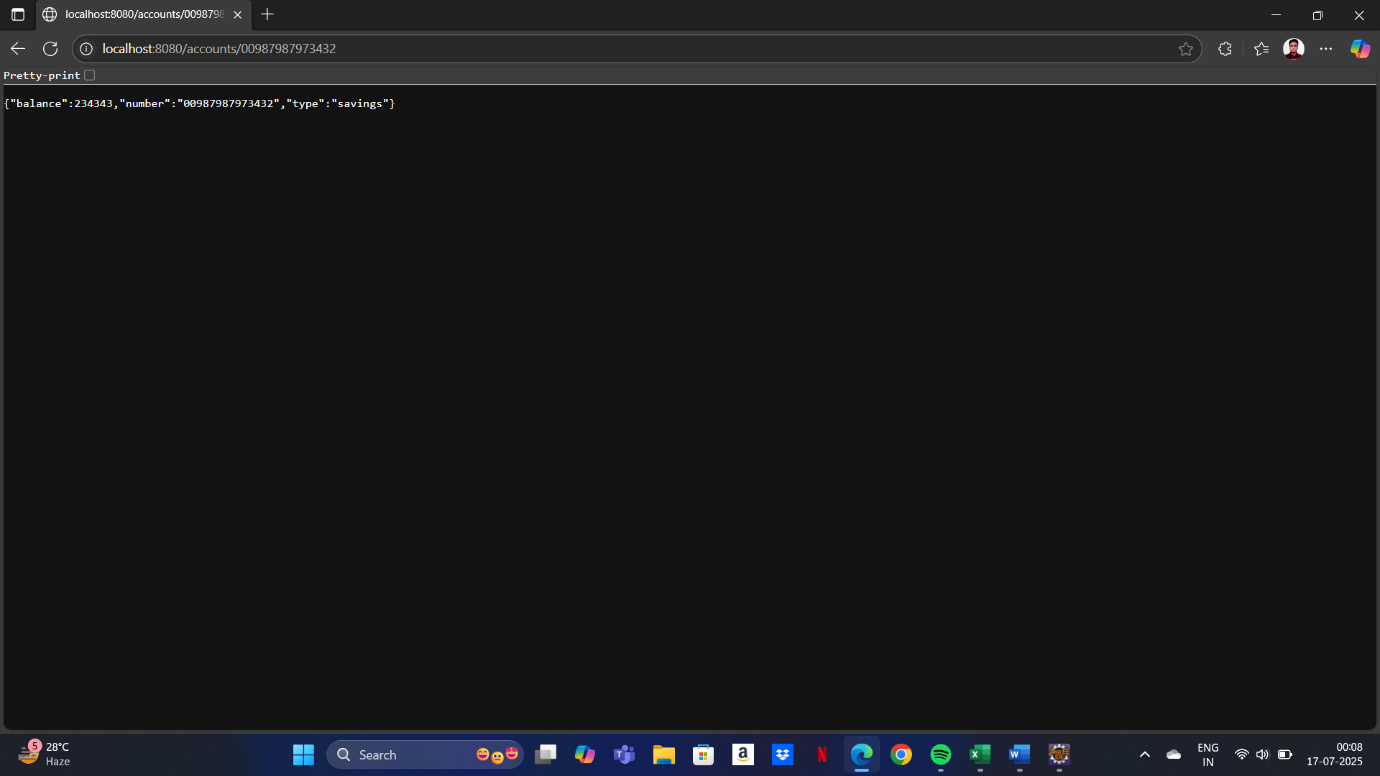 localhost:8080/accounts/0098798
localhost:8080/accounts/00987987973432
Pretty-print
{"balance":234343,"number":"00987987973432","type":"savings"}
5
28°C
Haze
Search
ENG
IN
00:08
17-07-2025